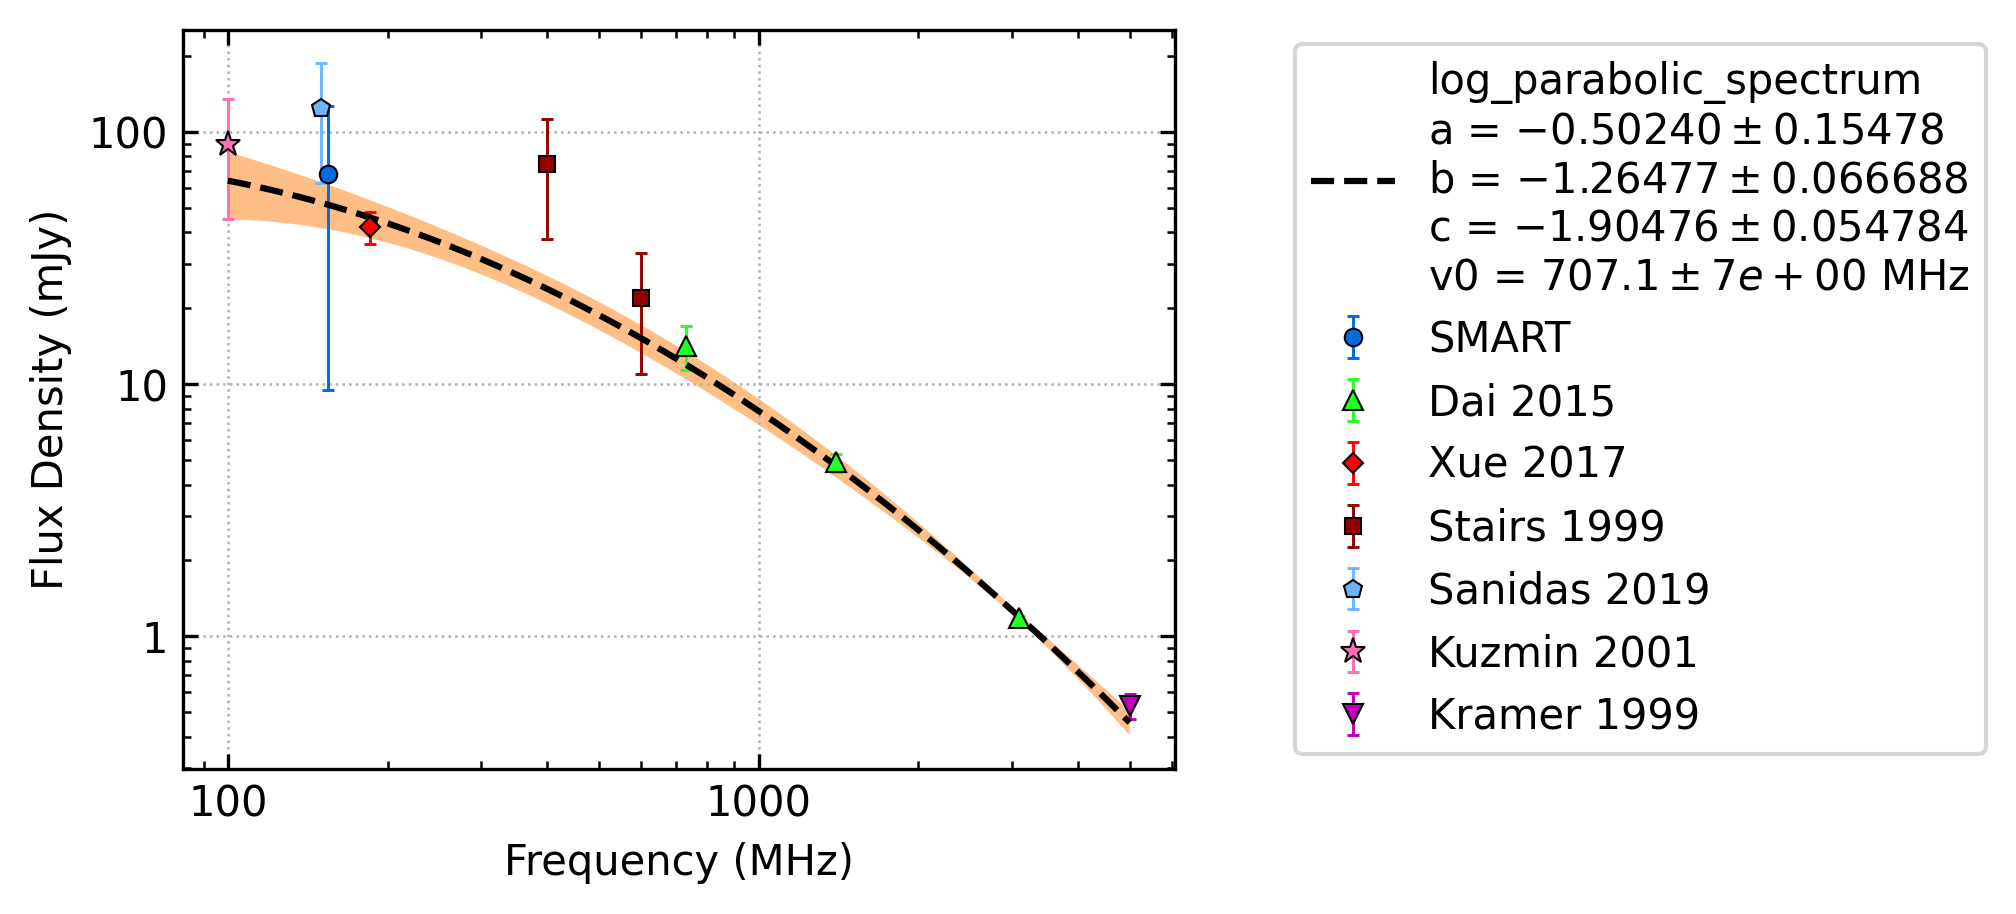 100
10
1
Flux Density (mJy)
100
1000
Frequency (MHz)
log_parabolic_spectrum
a = −0.50240 ± 0.15478
b = −1.26477 ± 0.066688
c = −1.90476 ± 0.054784
v0 = 707.1 ± 7e + 00 MHz
SMART
Dai 2015
Xue 2017
Stairs 1999
Sanidas 2019
Kuzmin 2001
Kramer 1999